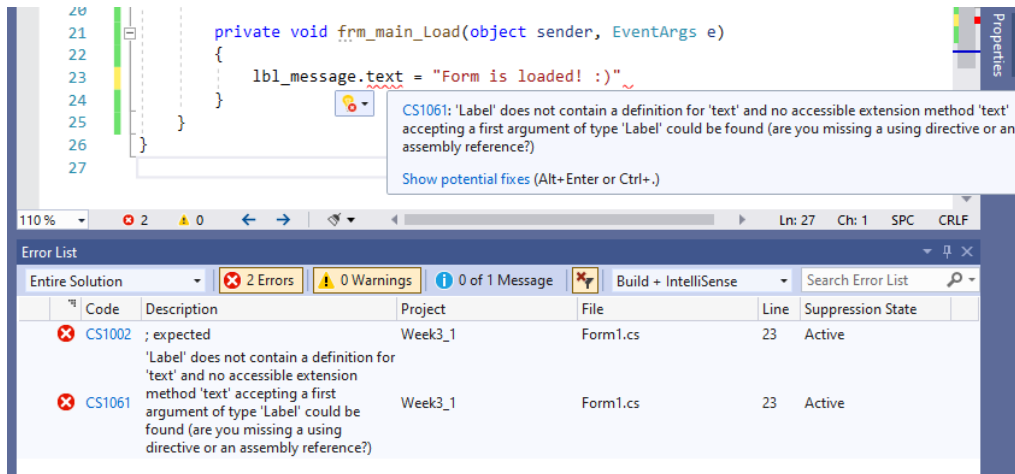 20
21 private void frm_main_Load(object sender, EventArgs e)
22 {
23 lbl_message.text = "Form is loaded! :)"
24 }
25 }
26 }
27
CS1061: 'Label' does not contain a definition for 'text' and no accessible extension method 'text'
accepting a first argument of type 'Label' could be found (are you missing a using directive or an
assembly reference?)
Show potential fixes (Alt+Enter or Ctrl+.)
Properties
110 % 2 0 Ln: 27 Ch: 1 SPC CRLF
Error List
Entire Solution 2 Errors 0 Warnings 0 of 1 Message Build + IntelliSense Search Error List
Code Description Project File Line Suppression State
CS1002 ; expected Week3_1 Form1.cs 23 Active
'Label' does not contain a definition for
'text' and no accessible extension
method 'text' accepting a first
CS1061 argument of type 'Label' could be Week3_1 Form1.cs 23 Active
found (are you missing a using
directive or an assembly reference?)